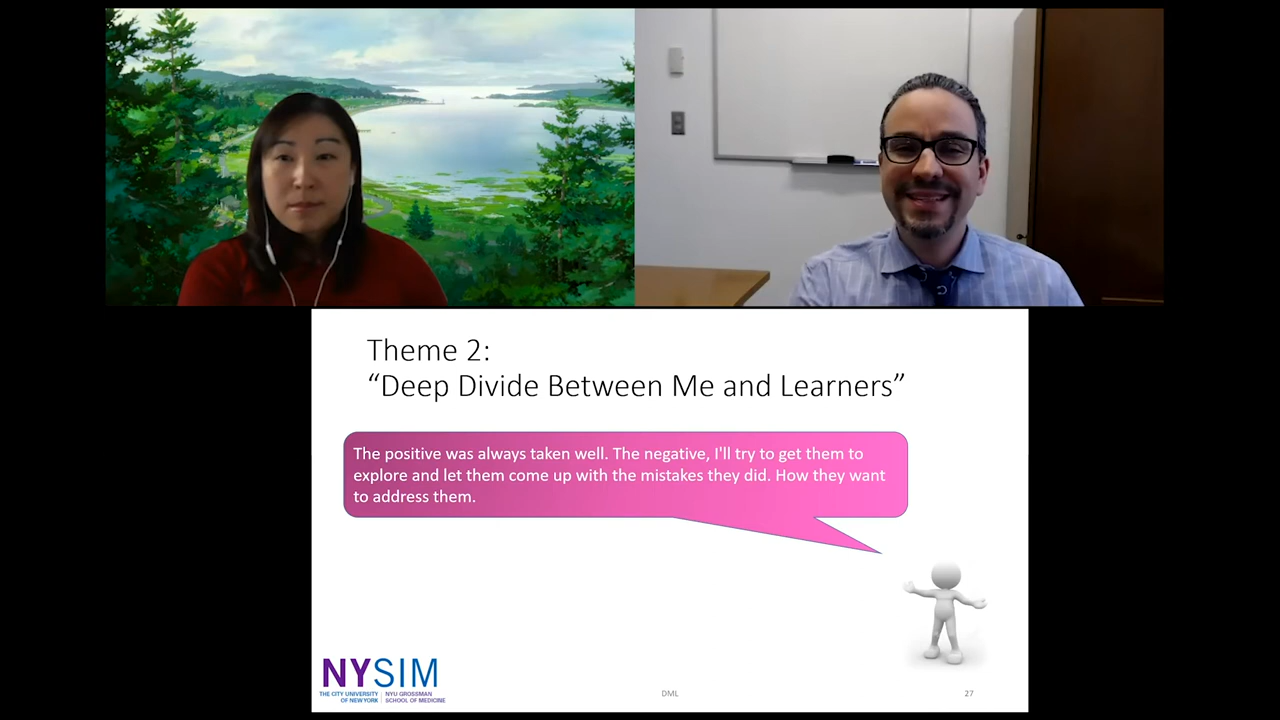 Theme 2:
“Deep Divide Between Me and Learners”
The positive was always taken well. The negative, I'll try to get them to
explore and let them come up with the mistakes they did. How they want
to address them.
NYSIM
THE CITY UNIVERSITY
OF NEW YORK
NYU GROSSMAN
SCHOOL OF MEDICINE
DML
27